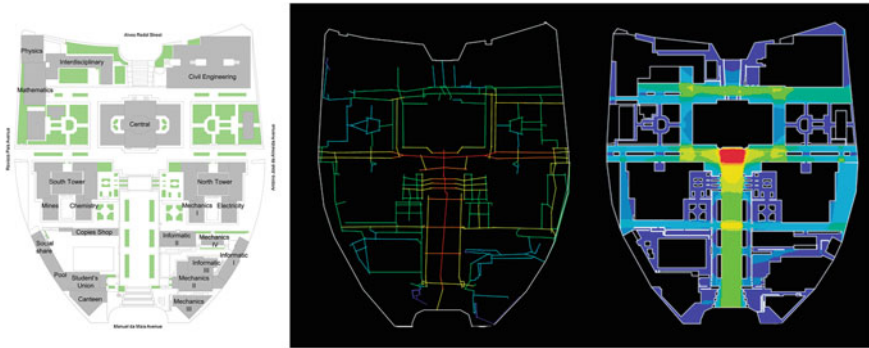 Alves Redol Street
Physics
Interdisciplinary
Civil Engineering
Mathematics
Central
Rovisco Pais Avenue
António José de Almeida Avenue
South Tower
North Tower
Mines
Chemistry
Mechanics
I
Electricity
Copies Shop
Informatic
II
Mechanics
IV
Social
share
Informatic
I
Pool
Student's
Union
Informatic
III
Mechanics
II
Canteen
Mechanics
III
Manuel da Maia Avenue